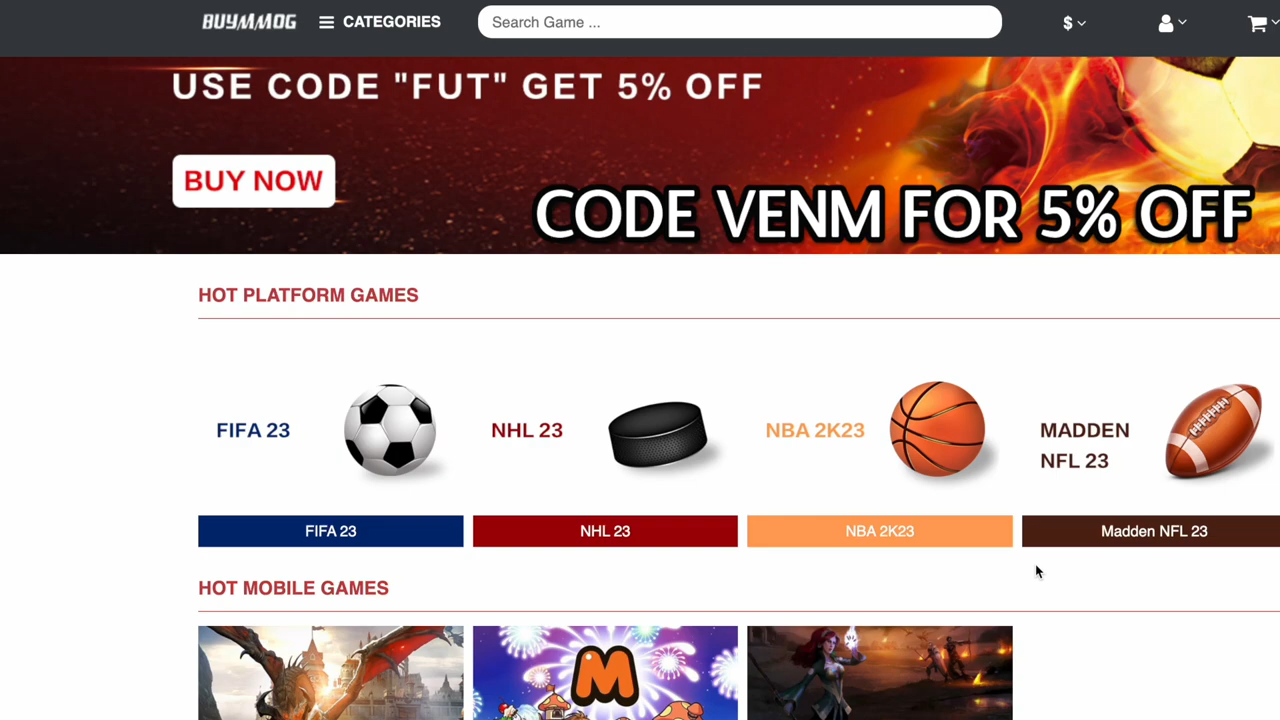 BUYMMOG
CATEGORIES
Search Game ...
$
USE CODE "FUT" GET 5% OFF
BUY NOW
CODE VENM FOR 5% OFF
HOT PLATFORM GAMES
FIFA 23
NHL 23
NBA 2K23
MADDEN
NFL 23
FIFA 23
NHL 23
NBA 2K23
Madden NFL 23
HOT MOBILE GAMES
M